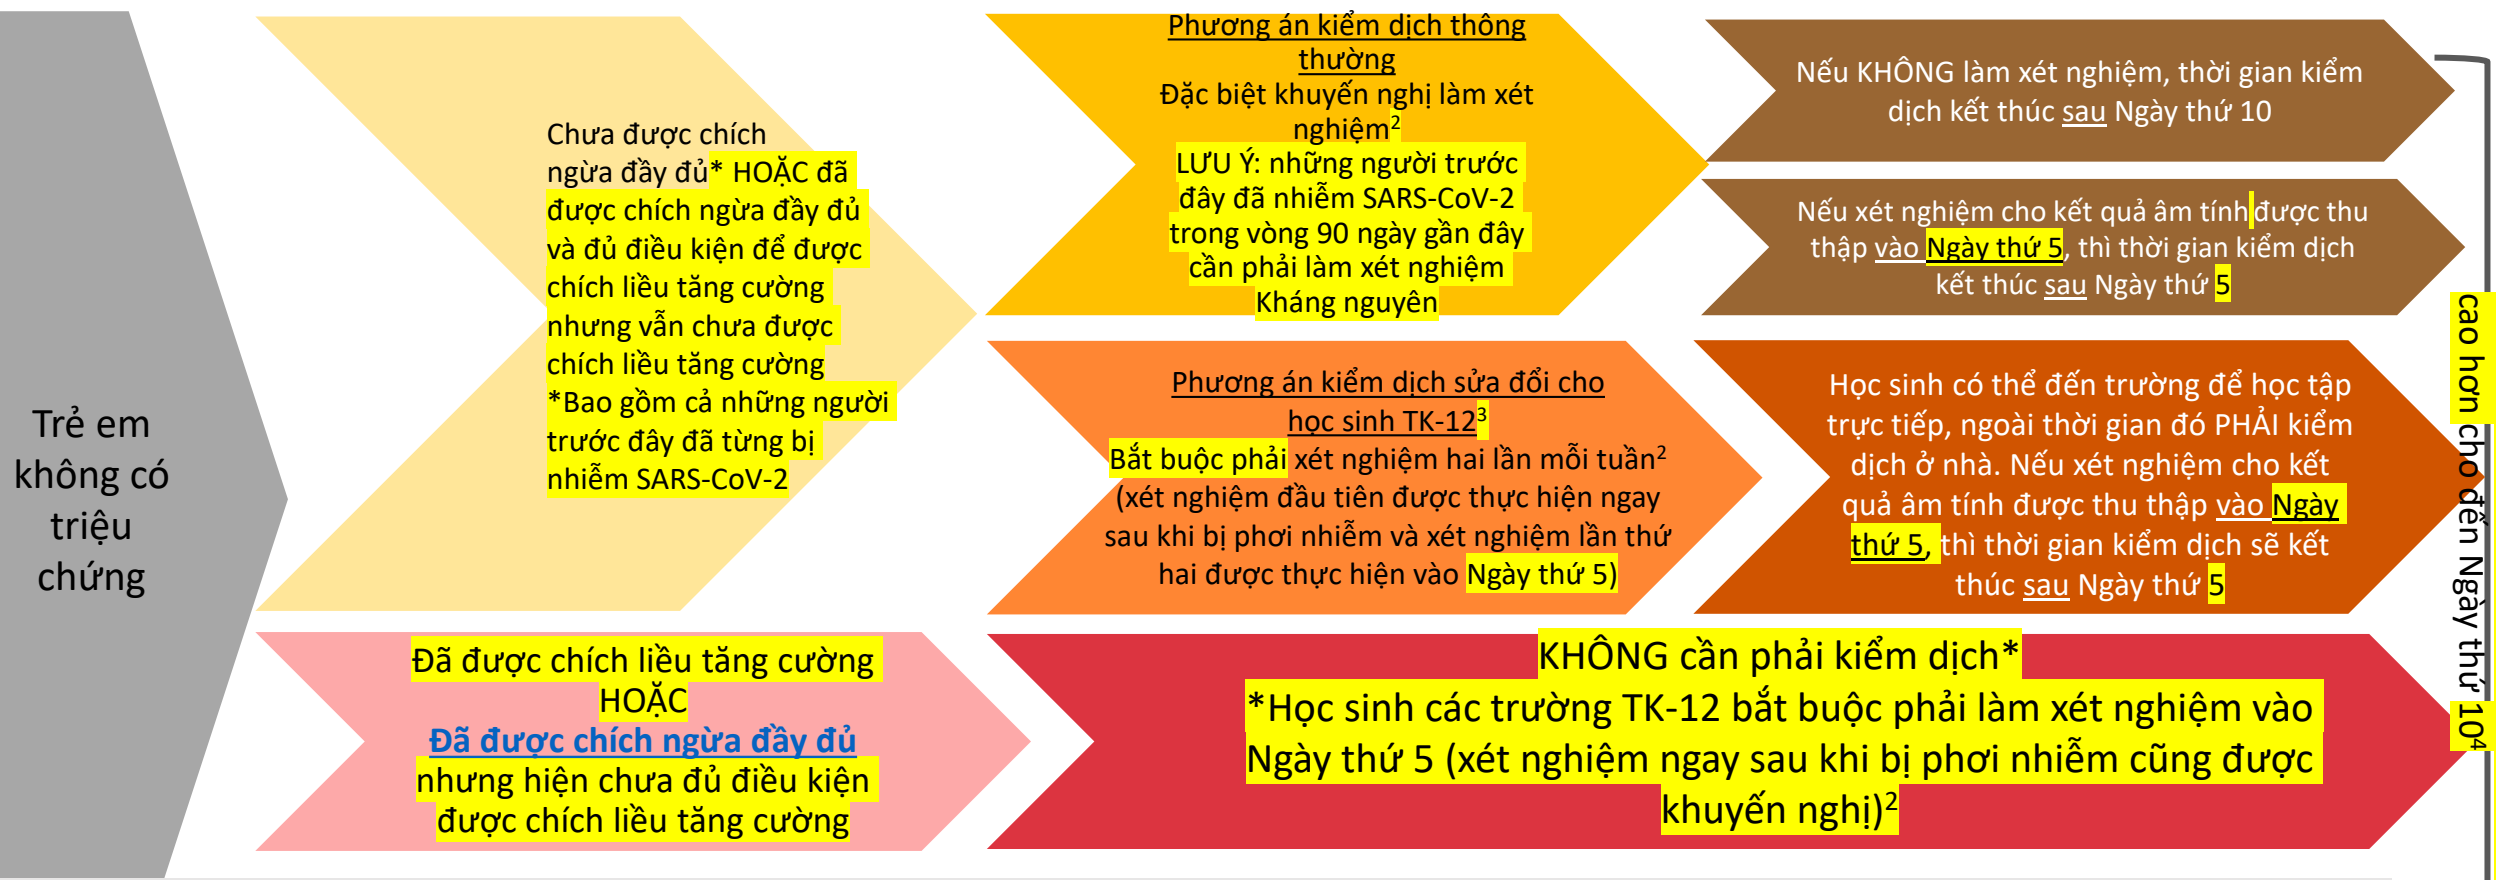 Trẻ em
không có
triệu
chứng
Chưa được chích
ngừa đầy đủ* HOẶC đã
được chích ngừa đầy đủ
và đủ điều kiện để được
chích liều tăng cường
nhưng vẫn chưa được
chích liều tăng cường
*Bao gồm cả những người
trước đây đã từng bị
nhiễm SARS-CoV-2
Phương án kiểm dịch thông
thường
Đặc biệt khuyến nghị làm xét
nghiệm²
LƯU Ý: những người trước
đây đã nhiễm SARS-CoV-2
trong vòng 90 ngày gần đây
cần phải làm xét nghiệm
Kháng nguyên
Nếu KHÔNG làm xét nghiệm, thời gian kiểm
dịch kết thúc sau Ngày thứ 10
Nếu xét nghiệm cho kết quả âm tính được thu
thập vào Ngày thứ 5, thì thời gian kiểm dịch
kết thúc sau Ngày thứ 5
Phương án kiểm dịch sửa đổi cho
học sinh TK-12³
Bắt buộc phải xét nghiệm hai lần mỗi tuần²
(xét nghiệm đầu tiên được thực hiện ngay
sau khi bị phơi nhiễm và xét nghiệm lần thứ
hai được thực hiện vào Ngày thứ 5)
Học sinh có thể đến trường để học tập
trực tiếp, ngoài thời gian đó PHẢI kiểm
dịch ở nhà. Nếu xét nghiệm cho kết
quả âm tính được thu thập vào Ngày
thứ 5, thì thời gian kiểm dịch sẽ kết
thúc sau Ngày thứ 5
Đã được chích liều tăng cường
HOẶC
Đã được chích ngừa đầy đủ
nhưng hiện chưa đủ điều kiện
được chích liều tăng cường
KHÔNG cần phải kiểm dịch*
*Học sinh các trường TK-12 bắt buộc phải làm xét nghiệm vào
Ngày thứ 5 (xét nghiệm ngay sau khi bị phơi nhiễm cũng được
khuyến nghị)²
cao hơn cho đến Ngày thứ 10⁴